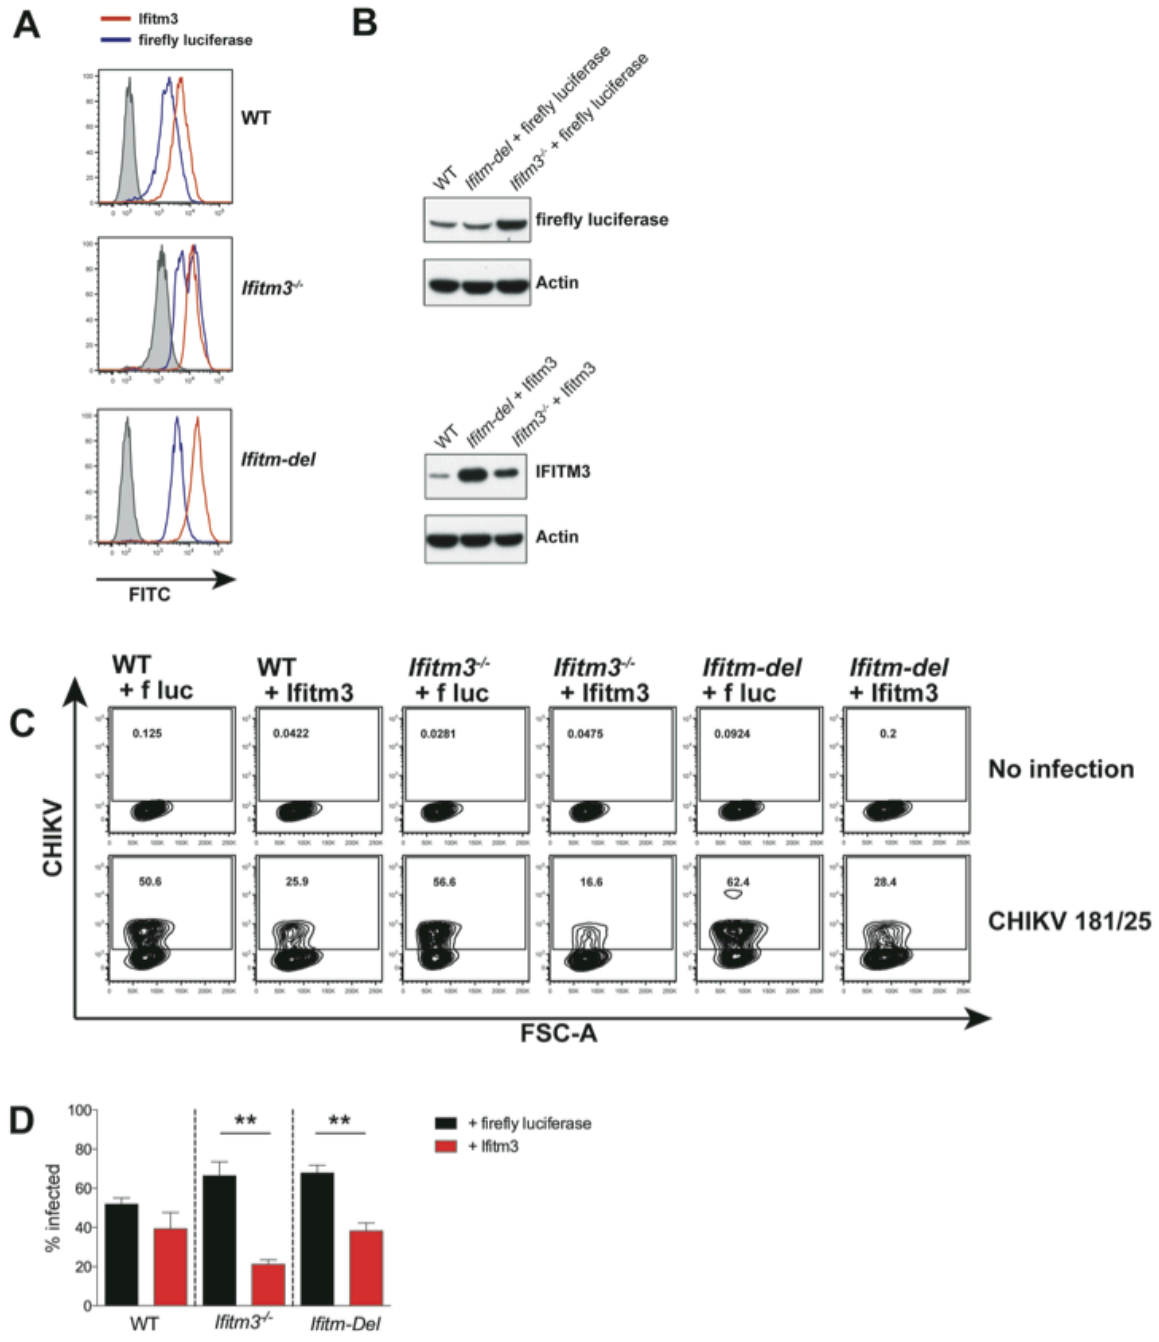 A
Ifitm3
firefly luciferase
WT
Ifitm3-/-
Ifitm-del
FITC
B
WT
Ifitm-del + firefly luciferase
Ifitm3-/- + firefly luciferase
firefly luciferase
Actin
WT
Ifitm-del + Ifitm3
Ifitm3-/- + Ifitm3
IFITM3
Actin
C
WT + f luc
WT + Ifitm3
Ifitm3-/- + f luc
Ifitm3-/- + Ifitm3
Ifitm-del + f luc
Ifitm-del + Ifitm3
0.125 0.0422 0.0281 0.0475 0.0924 0.2
No infection
50.6 25.9 56.6 16.6 62.4 28.4
CHIKV 181/25
CHIKV
FSC-A
D
100
80
60
40
20
0
% infected
** **
+ firefly luciferase
+ Ifitm3
WT Ifitm3-/- Ifitm-Del